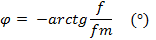 φ = −arctg f/fm (°)